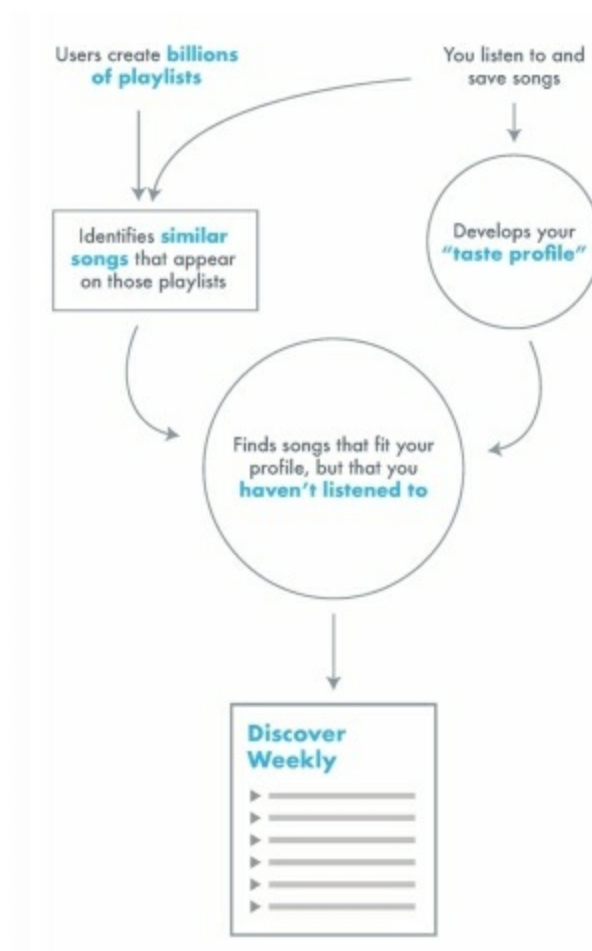 Users create billions
of playlists
You listen to and
save songs
Identifies similar
songs that appear
on those playlists
Develops your
"taste profile"
Finds songs that fit your
profile, but that you
haven't listened to
Discover
Weekly